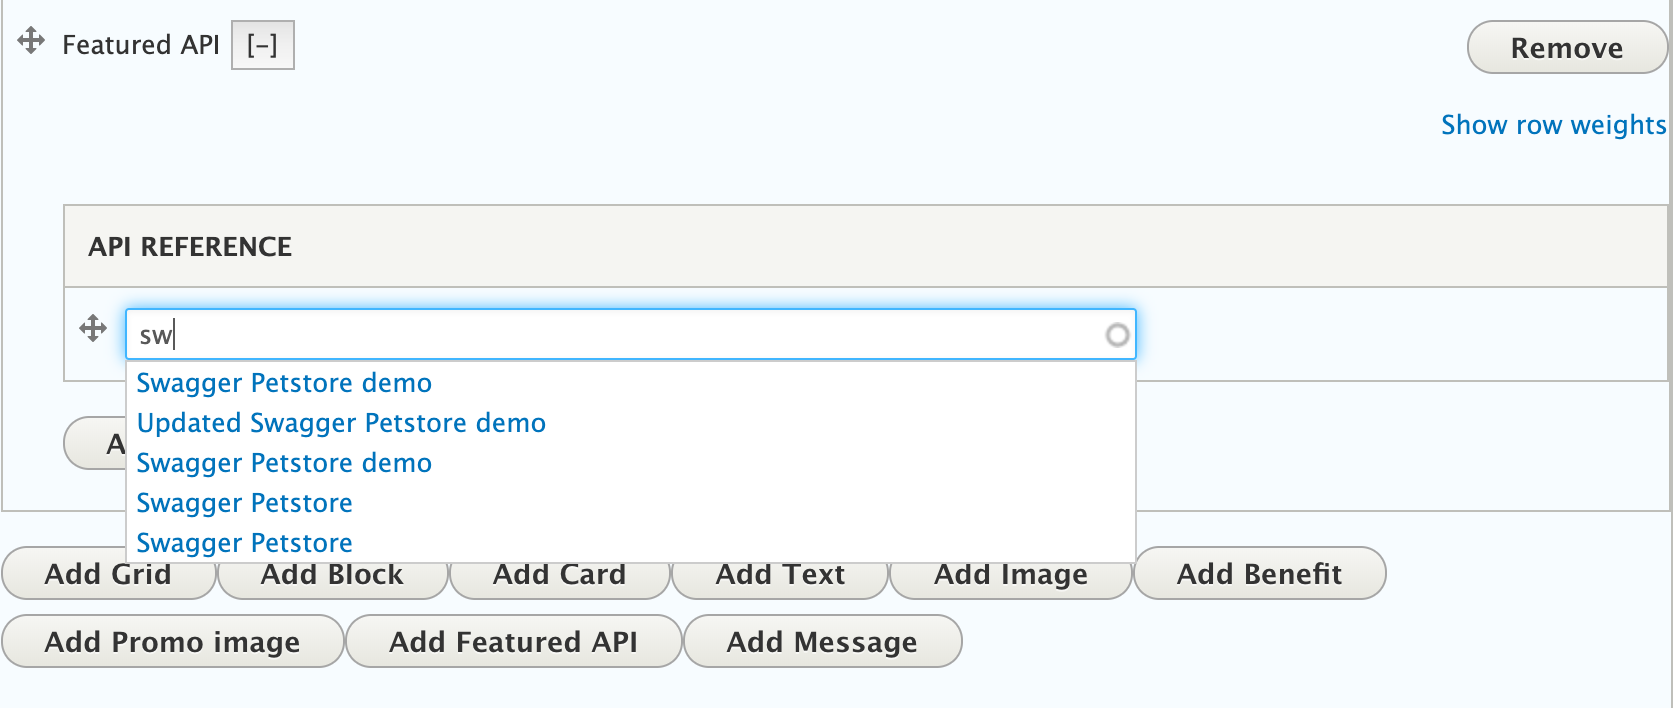 Featured API [–] Remove
Show row weights
API REFERENCE
sw
Swagger Petstore demo
Updated Swagger Petstore demo
Swagger Petstore demo
Swagger Petstore
Swagger Petstore
Add Grid Add Block Add Card Add Text Add Image Add Benefit
Add Promo image Add Featured API Add Message